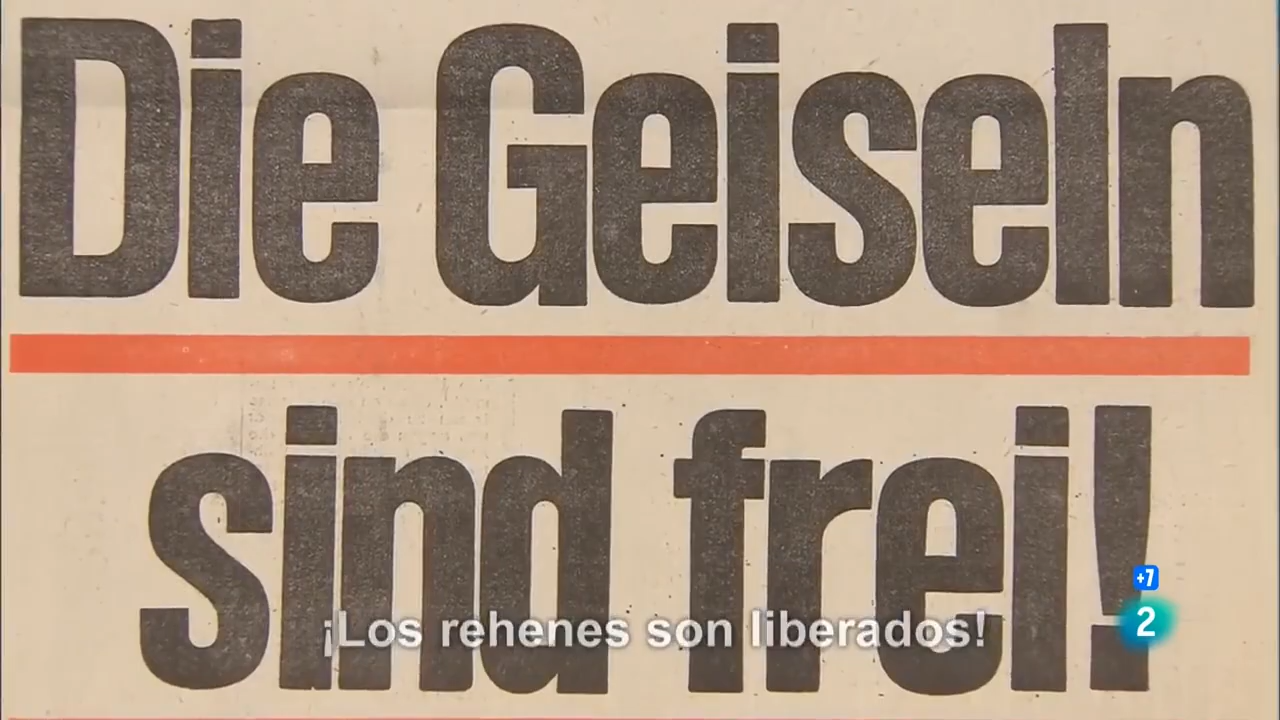 Die Geiseln
sind frei!
+7
¡Los rehenes son liberados!
2